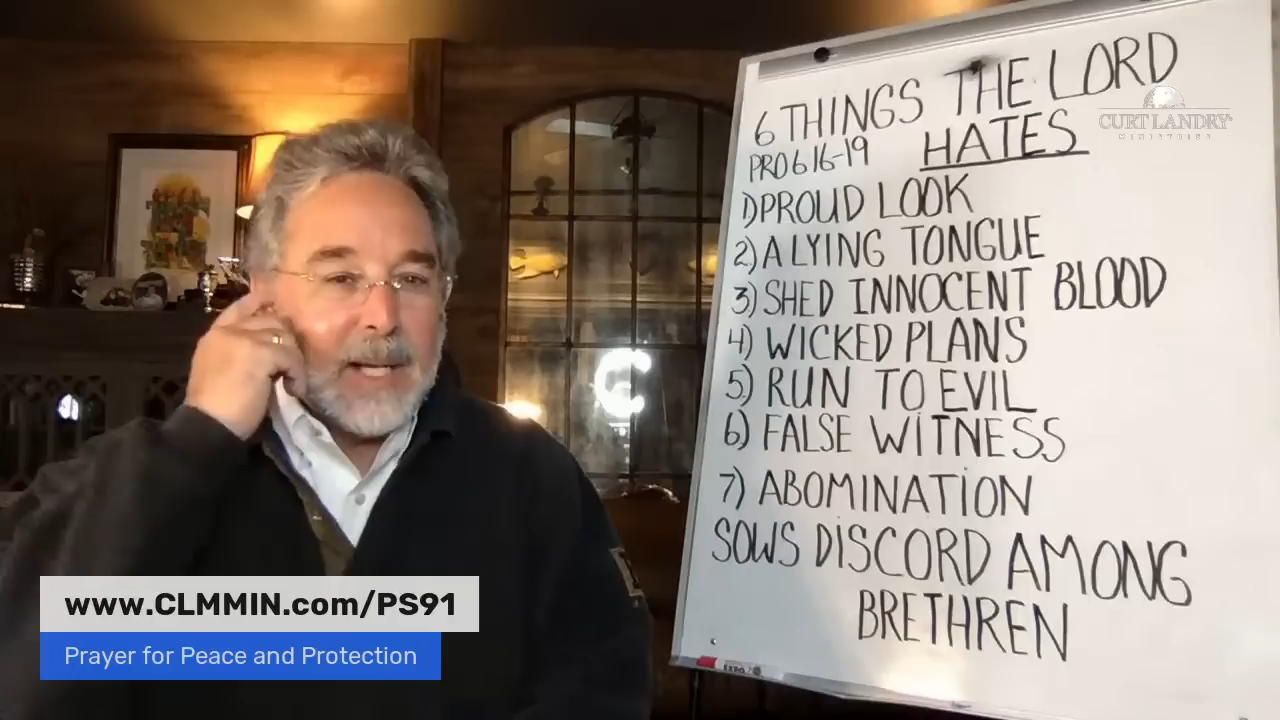 6 THINGS THE LORD
HATES
PRO 6 16-19
1) PROUD LOOK
2) A LYING TONGUE
3) SHED INNOCENT BLOOD
4) WICKED PLANS
5) RUN TO EVIL
6) FALSE WITNESS
7) ABOMINATION
SOWS DISCORD AMONG
BRETHREN
CURT LANDRY
MINISTRIES
EXPO
C
www.CLMMIN.com/PS91
Prayer for Peace and Protection